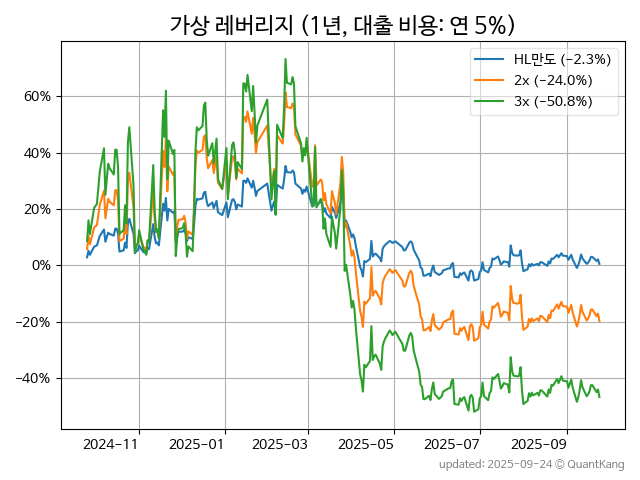 가상 레버리지 (1년, 대출 비용: 연 5%)
HL만도 (−2.3%)
2x (−24.0%)
3x (−50.8%)
60%
40%
20%
0%
−20%
−40%
2024-11
2025-01
2025-03
2025-05
2025-07
2025-09
updated: 2025-09-24 © QuantKang